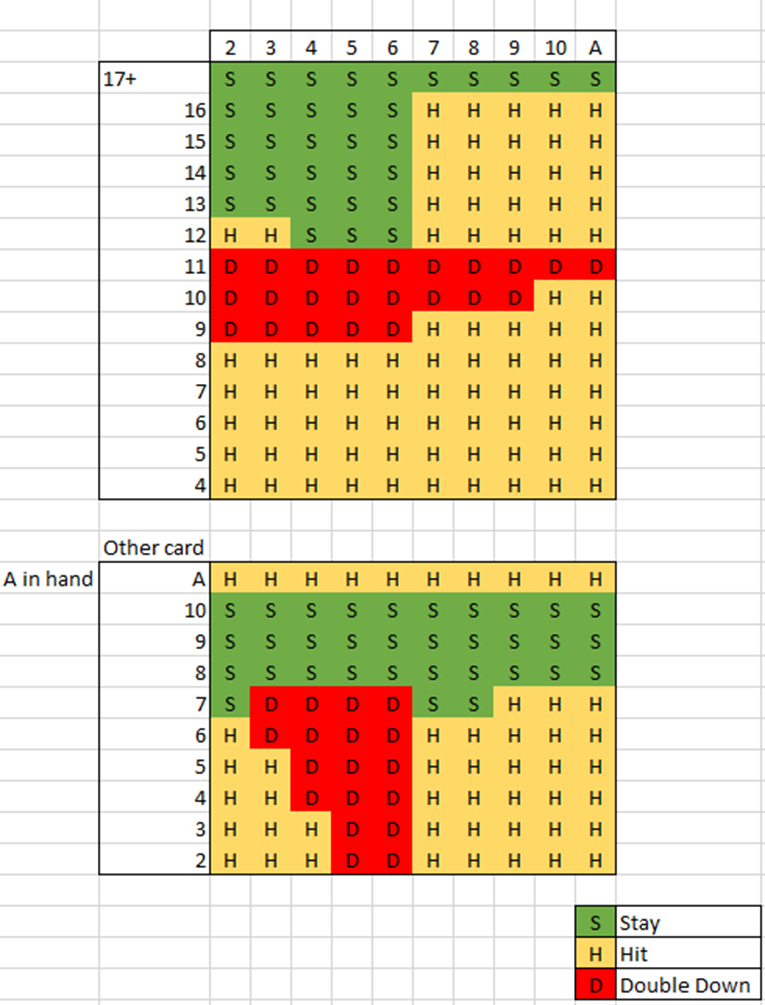 2 3 4 5 6 7 8 9 10 A
17+ S S S S S S S S S S
16 S S S S S H H H H H
15 S S S S S H H H H H
14 S S S S S H H H H H
13 S S S S S H H H H H
12 H H S S S H H H H H
11 D D D D D D D D D D
10 D D D D D D D D H H
9 D D D D D H H H H H
8 H H H H H H H H H H
7 H H H H H H H H H H
6 H H H H H H H H H H
5 H H H H H H H H H H
4 H H H H H H H H H H
Other card
A in hand A H H H H H H H H H H
10 S S S S S S S S S S
9 S S S S S S S S S S
8 S S S S S S S S S S
7 S D D D D S S H H H
6 H D D D D H H H H H
5 H H D D D H H H H H
4 H H D D D H H H H H
3 H H H D D H H H H H
2 H H H D D H H H H H
S Stay
H Hit
D Double Down